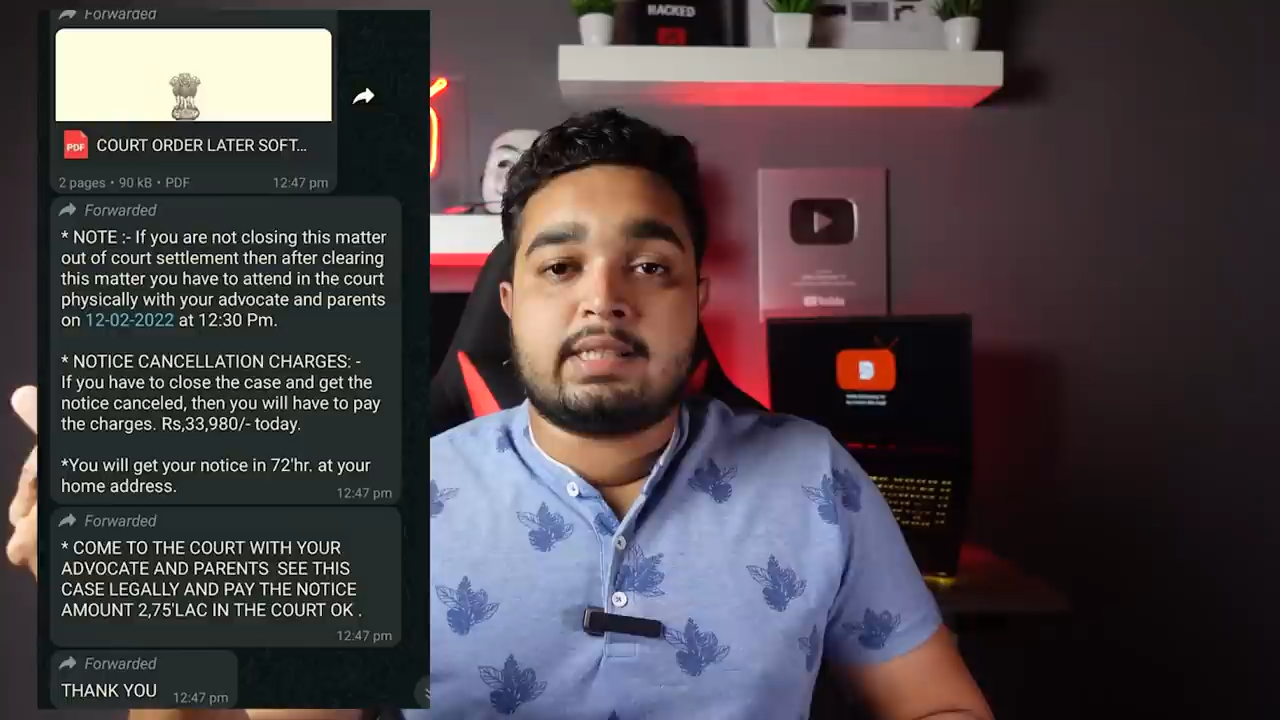 Forwarded
COURT ORDER LATER SOFT...
2 pages • 90 kB • PDF
12:47 pm
Forwarded
* NOTE :- If you are not closing this matter
out of court settlement then after clearing
this matter you have to attend in the court
physically with your advocate and parents
on 12-02-2022 at 12:30 Pm.
* NOTICE CANCELLATION CHARGES: -
If you have to close the case and get the
notice canceled, then you will have to pay
the charges. Rs,33,980/- today.
*You will get your notice in 72'hr. at your
home address.
12:47 pm
Forwarded
* COME TO THE COURT WITH YOUR
ADVOCATE AND PARENTS SEE THIS
CASE LEGALLY AND PAY THE NOTICE
AMOUNT 2,75'LAC IN THE COURT OK .
12:47 pm
Forwarded
THANK YOU
12:47 pm
PDF
HACKED
YouTube